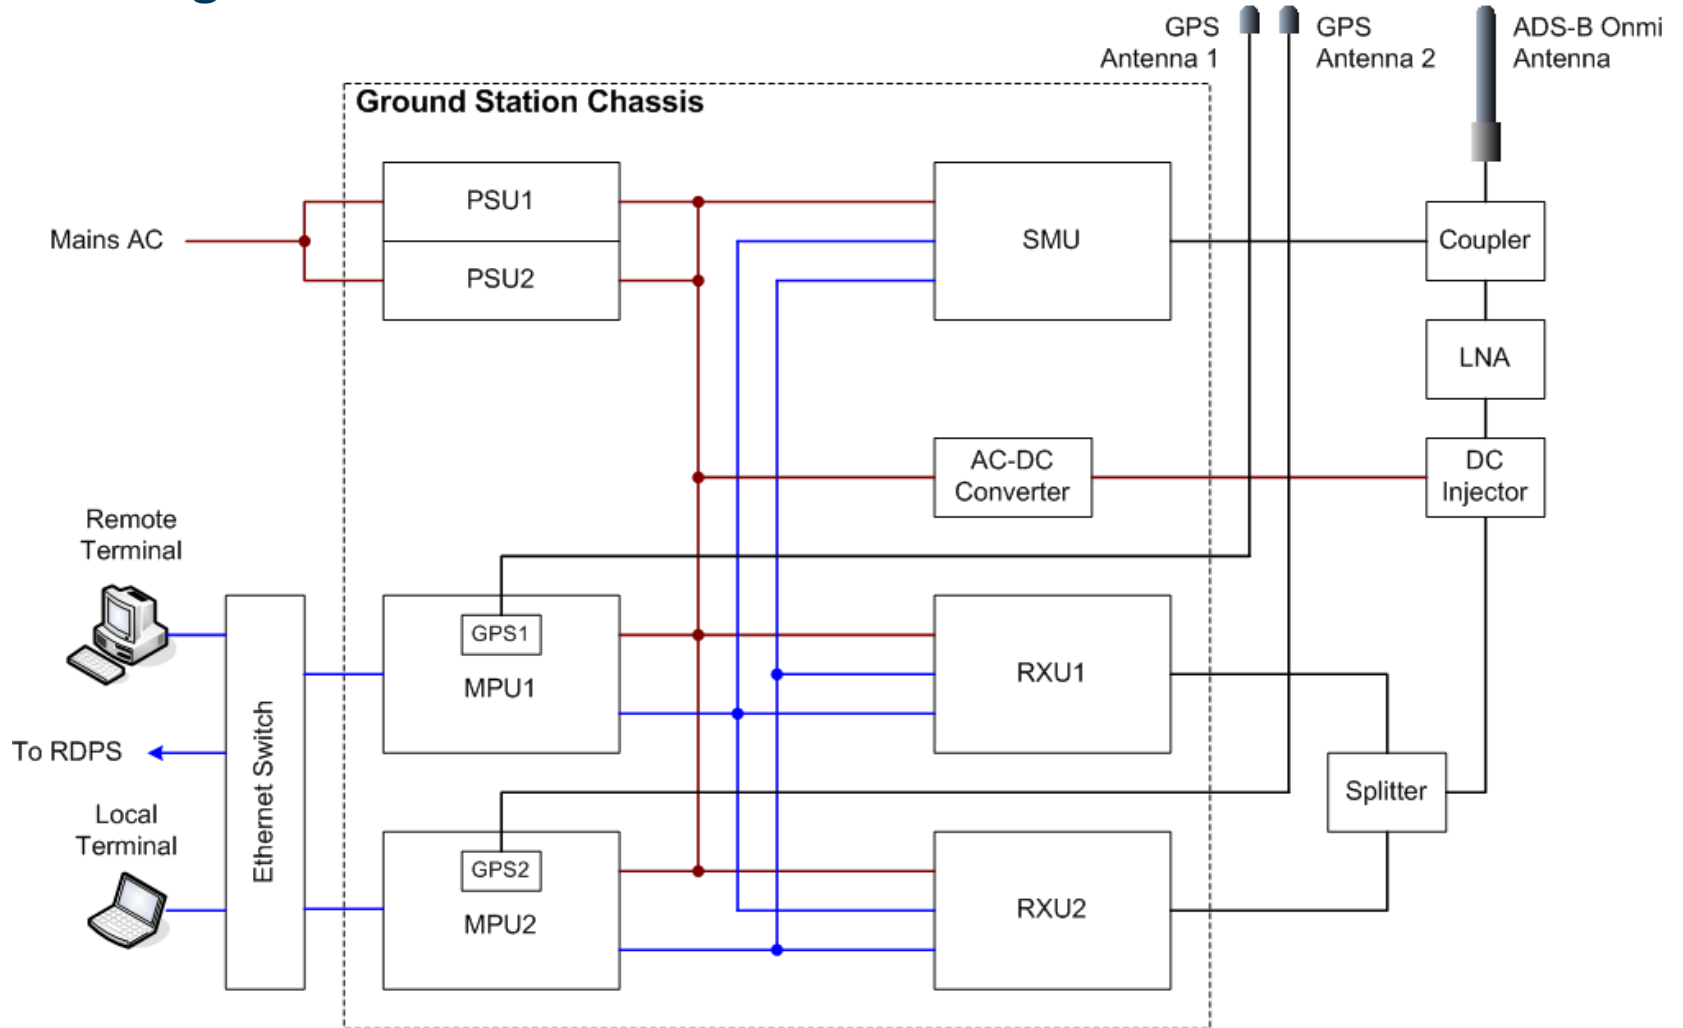 GPS
Antenna 1
GPS
Antenna 2
ADS-B Onmi
Antenna
Ground Station Chassis
PSU1
PSU2
Mains AC
SMU
Coupler
LNA
AC-DC
Converter
DC
Injector
Remote
Terminal
GPS1
MPU1
RXU1
To RDPS
Ethernet Switch
Splitter
Local
Terminal
GPS2
MPU2
RXU2